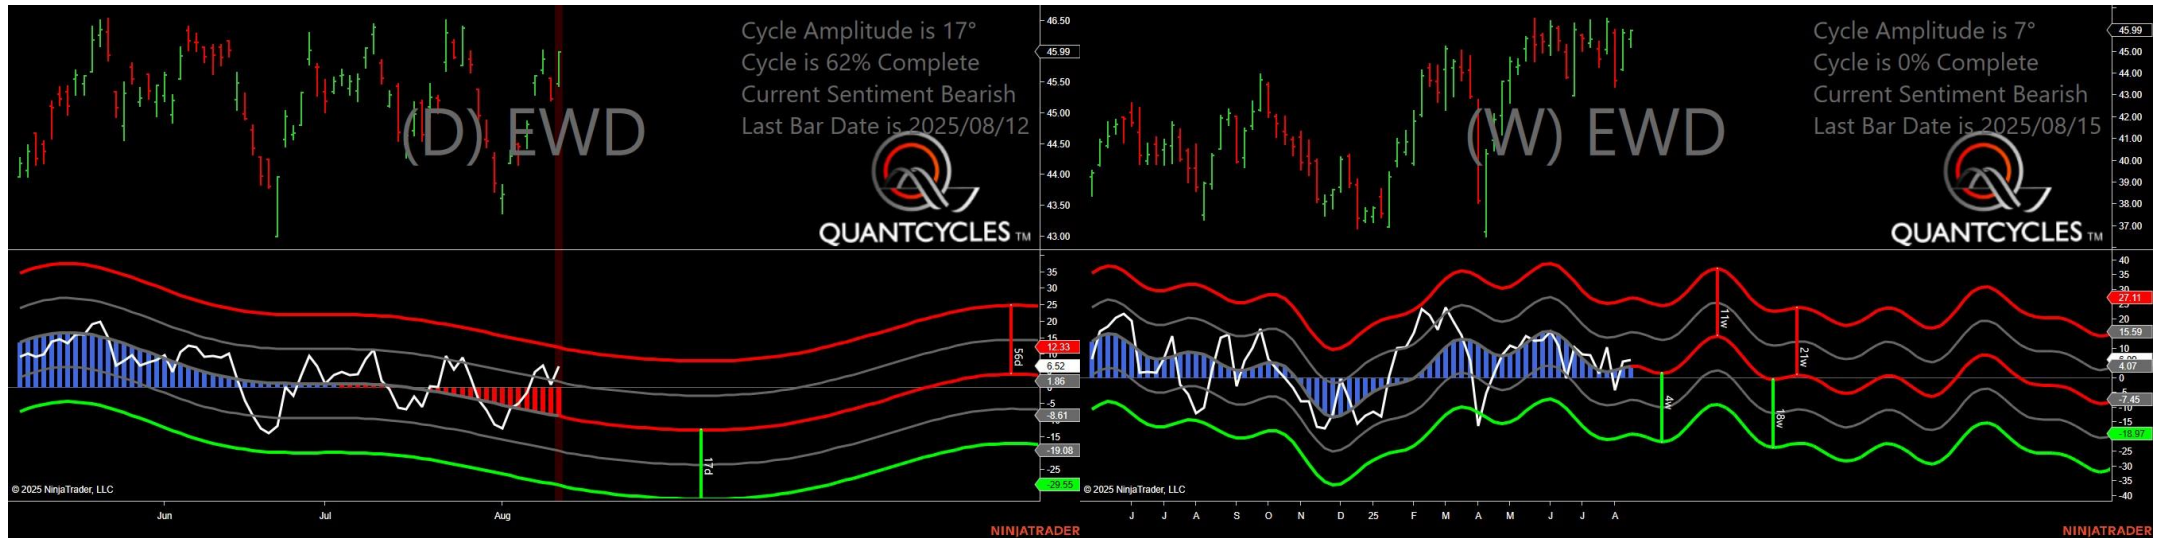 Cycle Amplitude is 17°
Cycle is 62% Complete
Current Sentiment Bearish
Last Bar Date is 2025/08/12
(D) EWD
QUANTCYCLES TM
46.50
45.99
45.50
45.00
44.50
44.00
43.50
43.00
35
30
25
20
15
12.33
6.52
1.86
-5
-8.61
-15
-19.08
-25
-29.55
56d
17d
© 2025 NinjaTrader, LLC
Jun
Jul
Aug
NINJATRADER
Cycle Amplitude is 7°
Cycle is 0% Complete
Current Sentiment Bearish
Last Bar Date is 2025/08/15
(W) EWD
QUANTCYCLES TM
45.99
45.00
44.00
43.00
42.00
41.00
40.00
39.00
38.00
37.00
40
35
27.11
20
15.59
10
4.07
0
-7.45
-10
-15
-18.97
-25
-30
-35
-40
11w
21w
4w
18w
© 2025 NinjaTrader, LLC
J
J
A
S
O
N
D
25
F
M
A
M
J
J
A
NINJATRADER